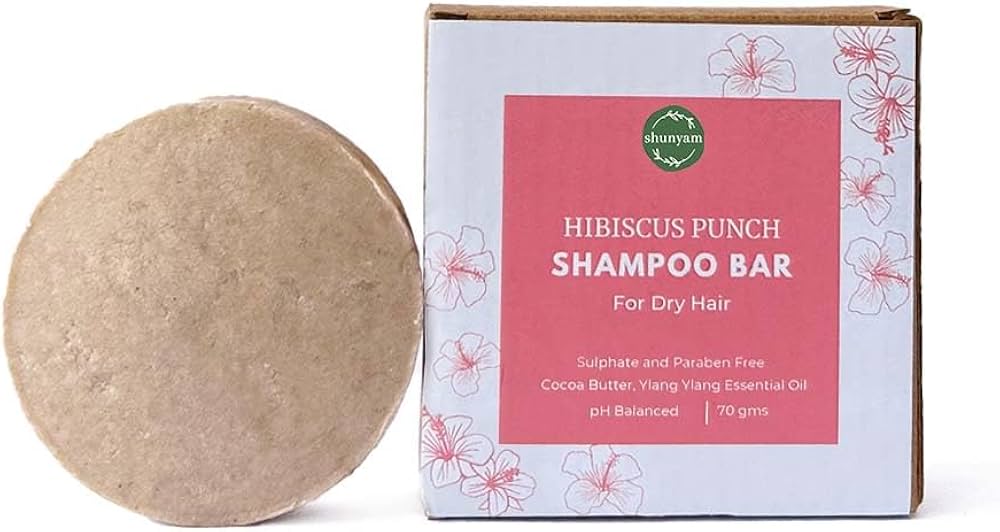 shunyam
HIBISCUS PUNCH
SHAMPOO BAR
For Dry Hair
Sulphate and Paraben Free
Cocoa Butter, Ylang Ylang Essential Oil
pH Balanced | 70 gms